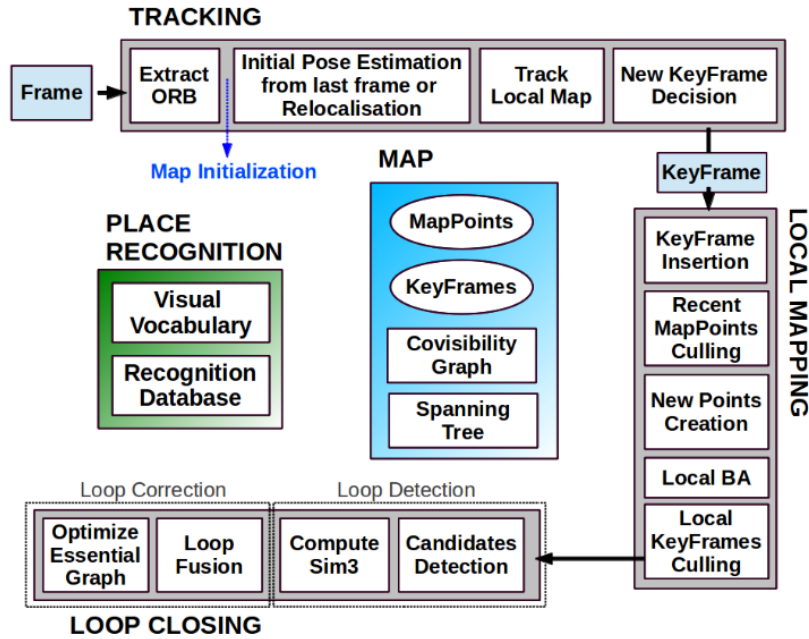 TRACKING
Frame
Extract
ORB
Initial Pose Estimation
from last frame or
Relocalisation
Track
Local Map
New KeyFrame
Decision
Map Initialization
MAP
KeyFrame
PLACE
RECOGNITION
Visual
Vocabulary
Recognition
Database
MapPoints
KeyFrames
Covisibility
Graph
Spanning
Tree
LOCAL MAPPING
KeyFrame
Insertion
Recent
MapPoints
Culling
New Points
Creation
Local BA
Local
KeyFrames
Culling
Loop Correction
Loop Detection
Optimize
Essential
Graph
Loop
Fusion
Compute
Sim3
Candidates
Detection
LOOP CLOSING